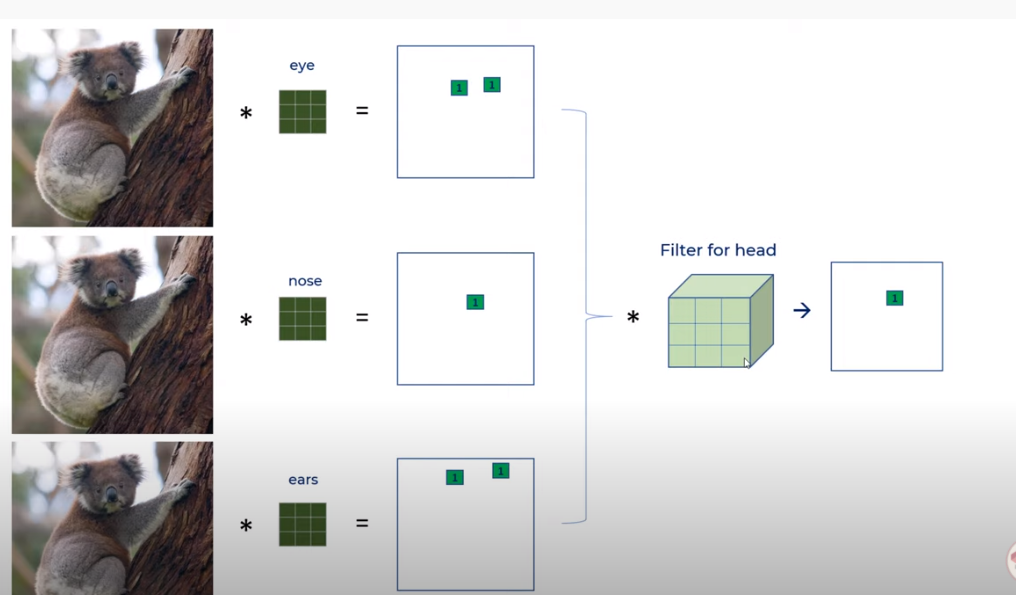 eye
* =
1 1
nose
* =
1
ears
* =
1 1
Filter for head
* →
1